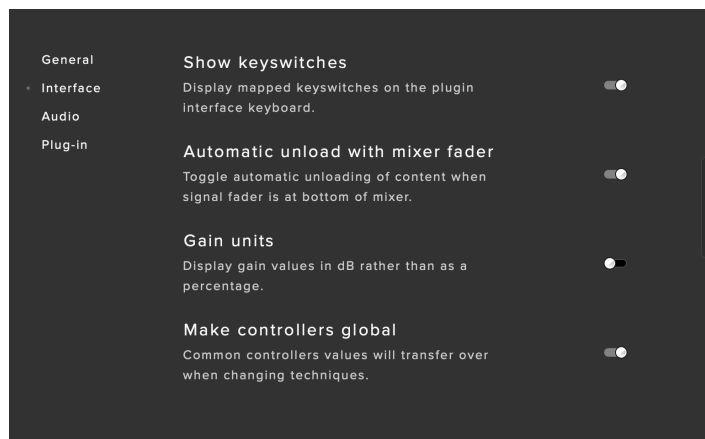 General
Interface
Audio
Plug-in
Show keyswitches
Display mapped keyswitches on the plugin
interface keyboard.
Automatic unload with mixer fader
Toggle automatic unloading of content when
signal fader is at bottom of mixer.
Gain units
Display gain values in dB rather than as a
percentage.
Make controllers global
Common controllers values will transfer over
when changing techniques.